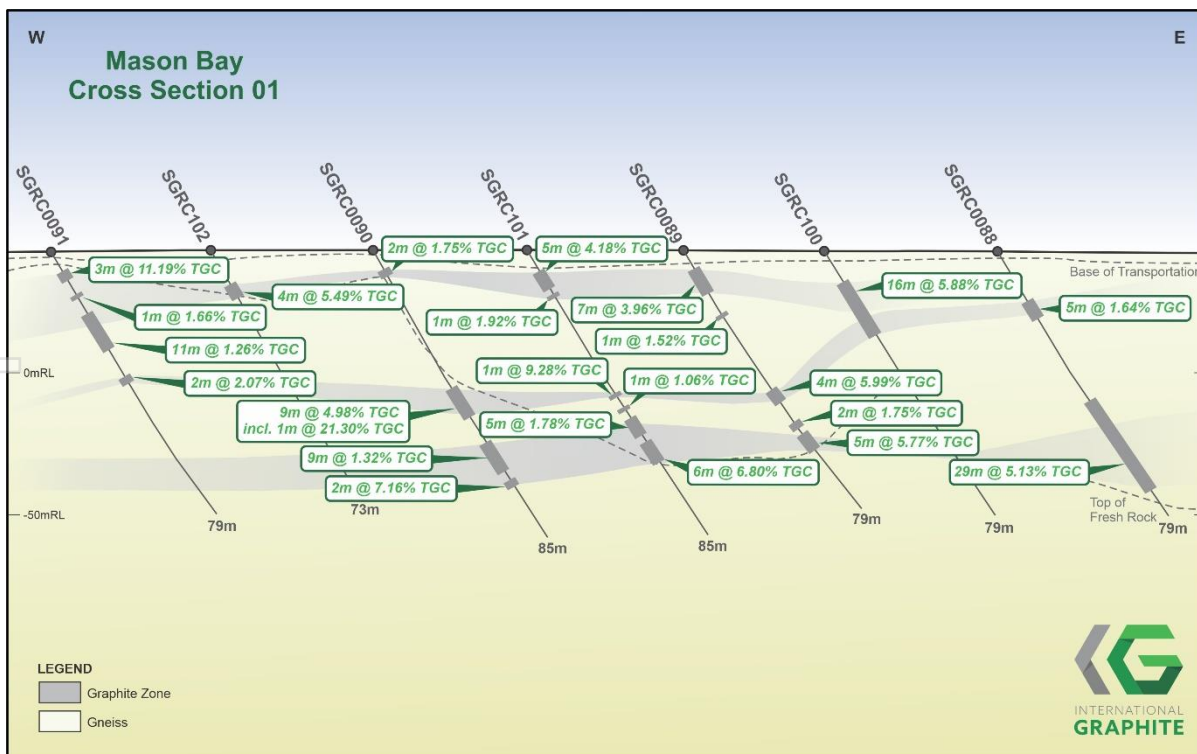 W
E
Mason Bay
Cross Section 01
SGRC0091
SGRC102
SGRC0090
SGRC101
SGRC0089
SGRC100
SGRC0088
2m @ 1.75% TGC
5m @ 4.18% TGC
3m @ 11.19% TGC
Base of Transportation
16m @ 5.88% TGC
4m @ 5.49% TGC
7m @ 3.96% TGC
5m @ 1.64% TGC
1m @ 1.66% TGC
1m @ 1.92% TGC
1m @ 1.52% TGC
11m @ 1.26% TGC
0mRL
1m @ 9.28% TGC
1m @ 1.06% TGC
2m @ 2.07% TGC
4m @ 5.99% TGC
9m @ 4.98% TGC
incl. 1m @ 21.30% TGC
2m @ 1.75% TGC
5m @ 1.78% TGC
5m @ 5.77% TGC
9m @ 1.32% TGC
6m @ 6.80% TGC
29m @ 5.13% TGC
2m @ 7.16% TGC
Top of
Fresh Rock
-50mRL
79m
73m
85m
85m
79m
79m
79m
LEGEND
Graphite Zone
Gneiss
INTERNATIONAL
GRAPHITE